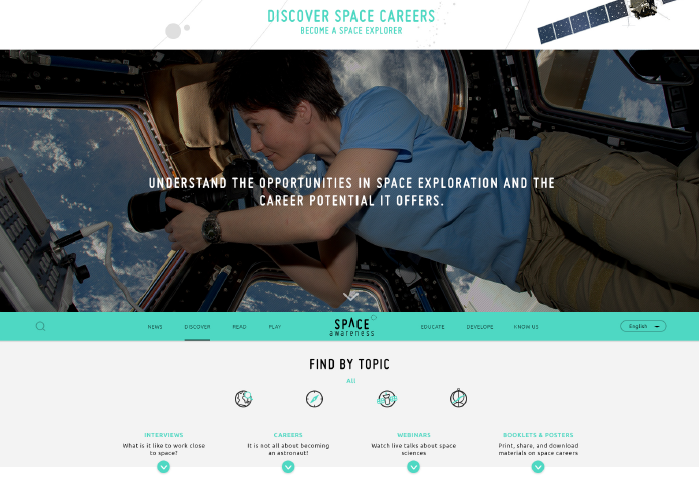 DISCOVER SPACE CAREERS
BECOME A SPACE EXPLORER
UNDERSTAND THE OPPORTUNITIES IN SPACE EXPLORATION AND THE
CAREER POTENTIAL IT OFFERS.
NEWS DISCOVER READ PLAY SPACE awareness EDUCATE DEVELOP KNOW US English
FIND BY TOPIC
All
INTERVIEWS
What is it like to work close
to space?
CAREERS
It is not all about becoming
an astronaut!
WEBINARS
Watch live talks about space
sciences
BOOKLETS & POSTERS
Print, share, and download
materials on space careers